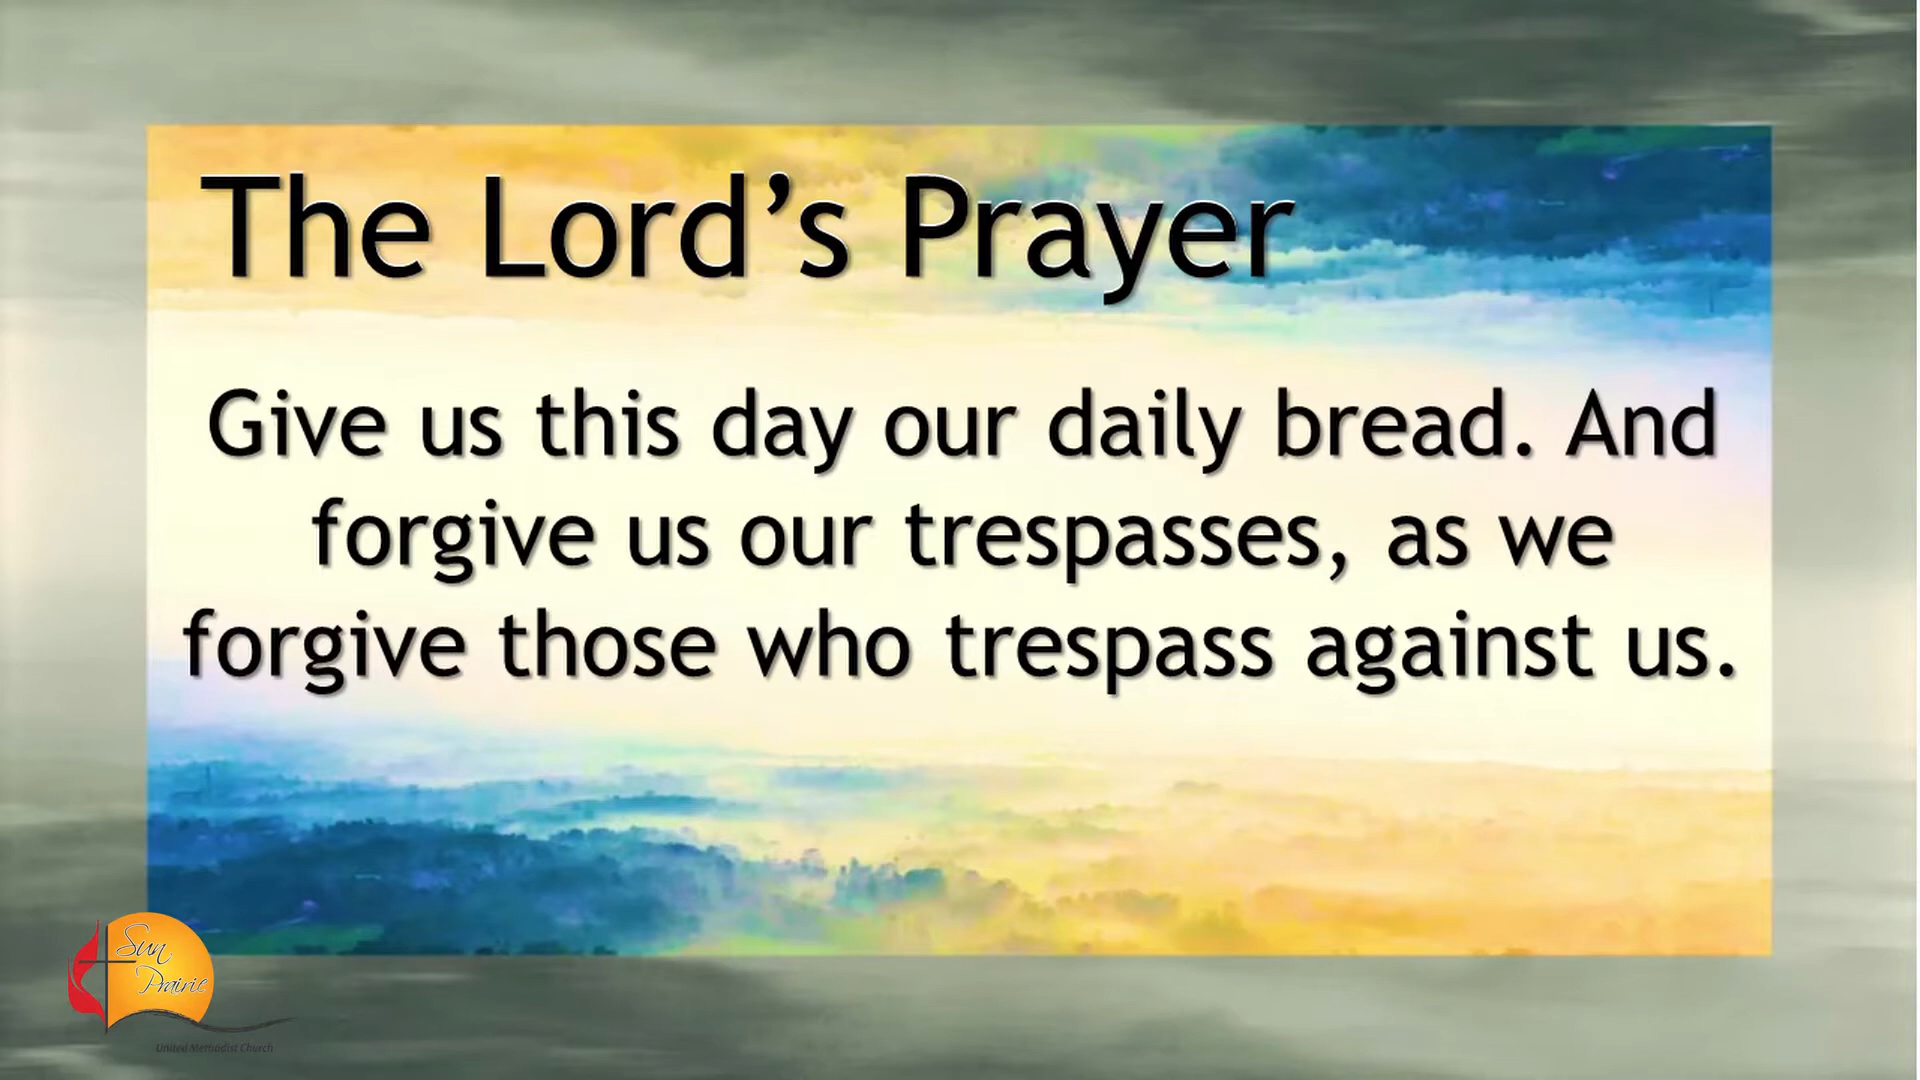 The Lord’s Prayer
Give us this day our daily bread. And
forgive us our trespasses, as we
forgive those who trespass against us.
Sun
Prairie
United Methodist Church